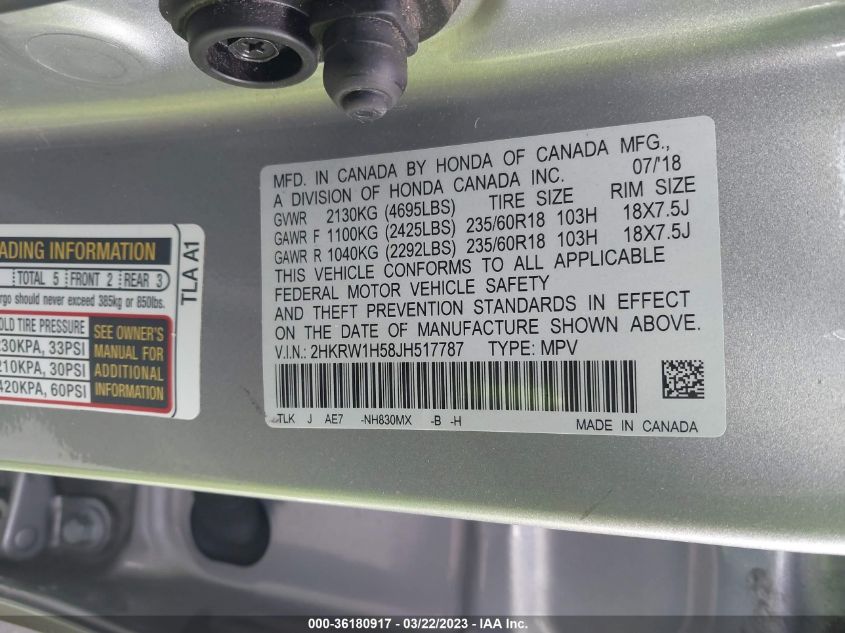 MFD. IN CANADA BY HONDA OF CANADA MFG.,
A DIVISION OF HONDA CANADA INC. 07/'18
GVWR 2130KG (4695LBS) TIRE SIZE RIM SIZE
GAWR F 1100KG (2425LBS) 235/60R18 103H 18X7.5J
GAWR R 1040KG (2292LBS) 235/60R18 103H 18X7.5J
THIS VEHICLE CONFORMS TO ALL APPLICABLE
FEDERAL MOTOR VEHICLE SAFETY
AND THEFT PREVENTION STANDARDS IN EFFECT
ON THE DATE OF MANUFACTURE SHOWN ABOVE.
V.I.N.: 2HKRW1H58JH517787 TYPE: MPV
TLK J AE7 -NH830MX -B -H
MADE IN CANADA
ADING INFORMATION
TOTAL 5 FRONT 2 REAR 3
rgo should never exceed 385kg or 850lbs.
OLD TIRE PRESSURE
230KPA, 33PSI
210KPA, 30PSI
420KPA, 60PSI
SEE OWNER'S
MANUAL FOR
ADDITIONAL
INFORMATION
TLA A1
000-36180917 - 03/22/2023 - IAA Inc.